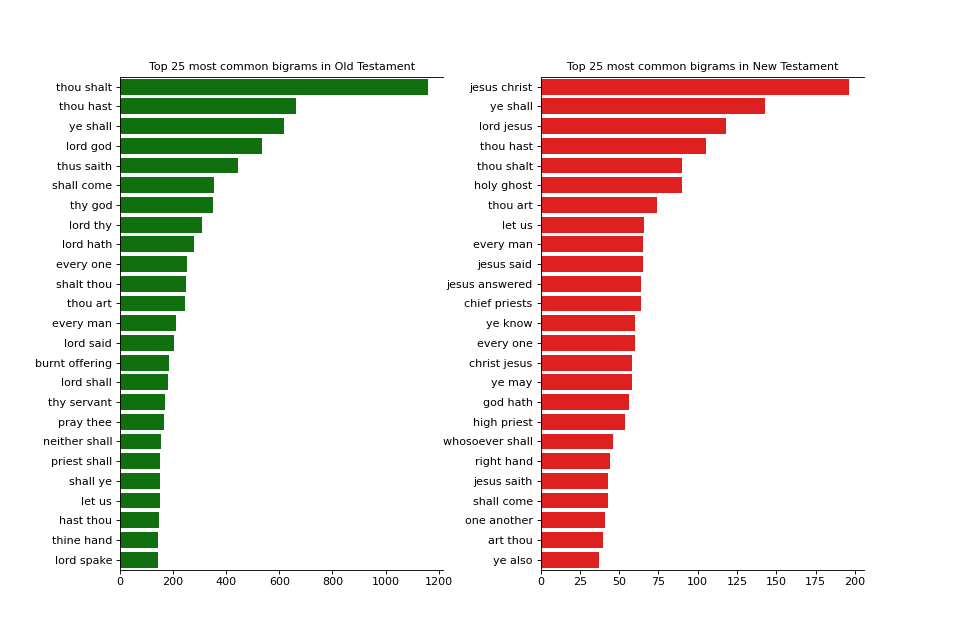 Top 25 most common bigrams in Old Testament
thou shalt
thou hast
ye shall
lord god
thus saith
shall come
thy god
lord thy
lord hath
every one
shalt thou
thou art
every man
lord said
burnt offering
lord shall
thy servant
pray thee
neither shall
priest shall
shall ye
let us
hast thou
thine hand
lord spake
0 200 400 600 800 1000 1200
Top 25 most common bigrams in New Testament
jesus christ
ye shall
lord jesus
thou hast
thou shalt
holy ghost
thou art
let us
every man
jesus said
jesus answered
chief priests
ye know
every one
christ jesus
ye may
god hath
high priest
whosoever shall
right hand
jesus saith
shall come
one another
art thou
ye also
0 25 50 75 100 125 150 175 200